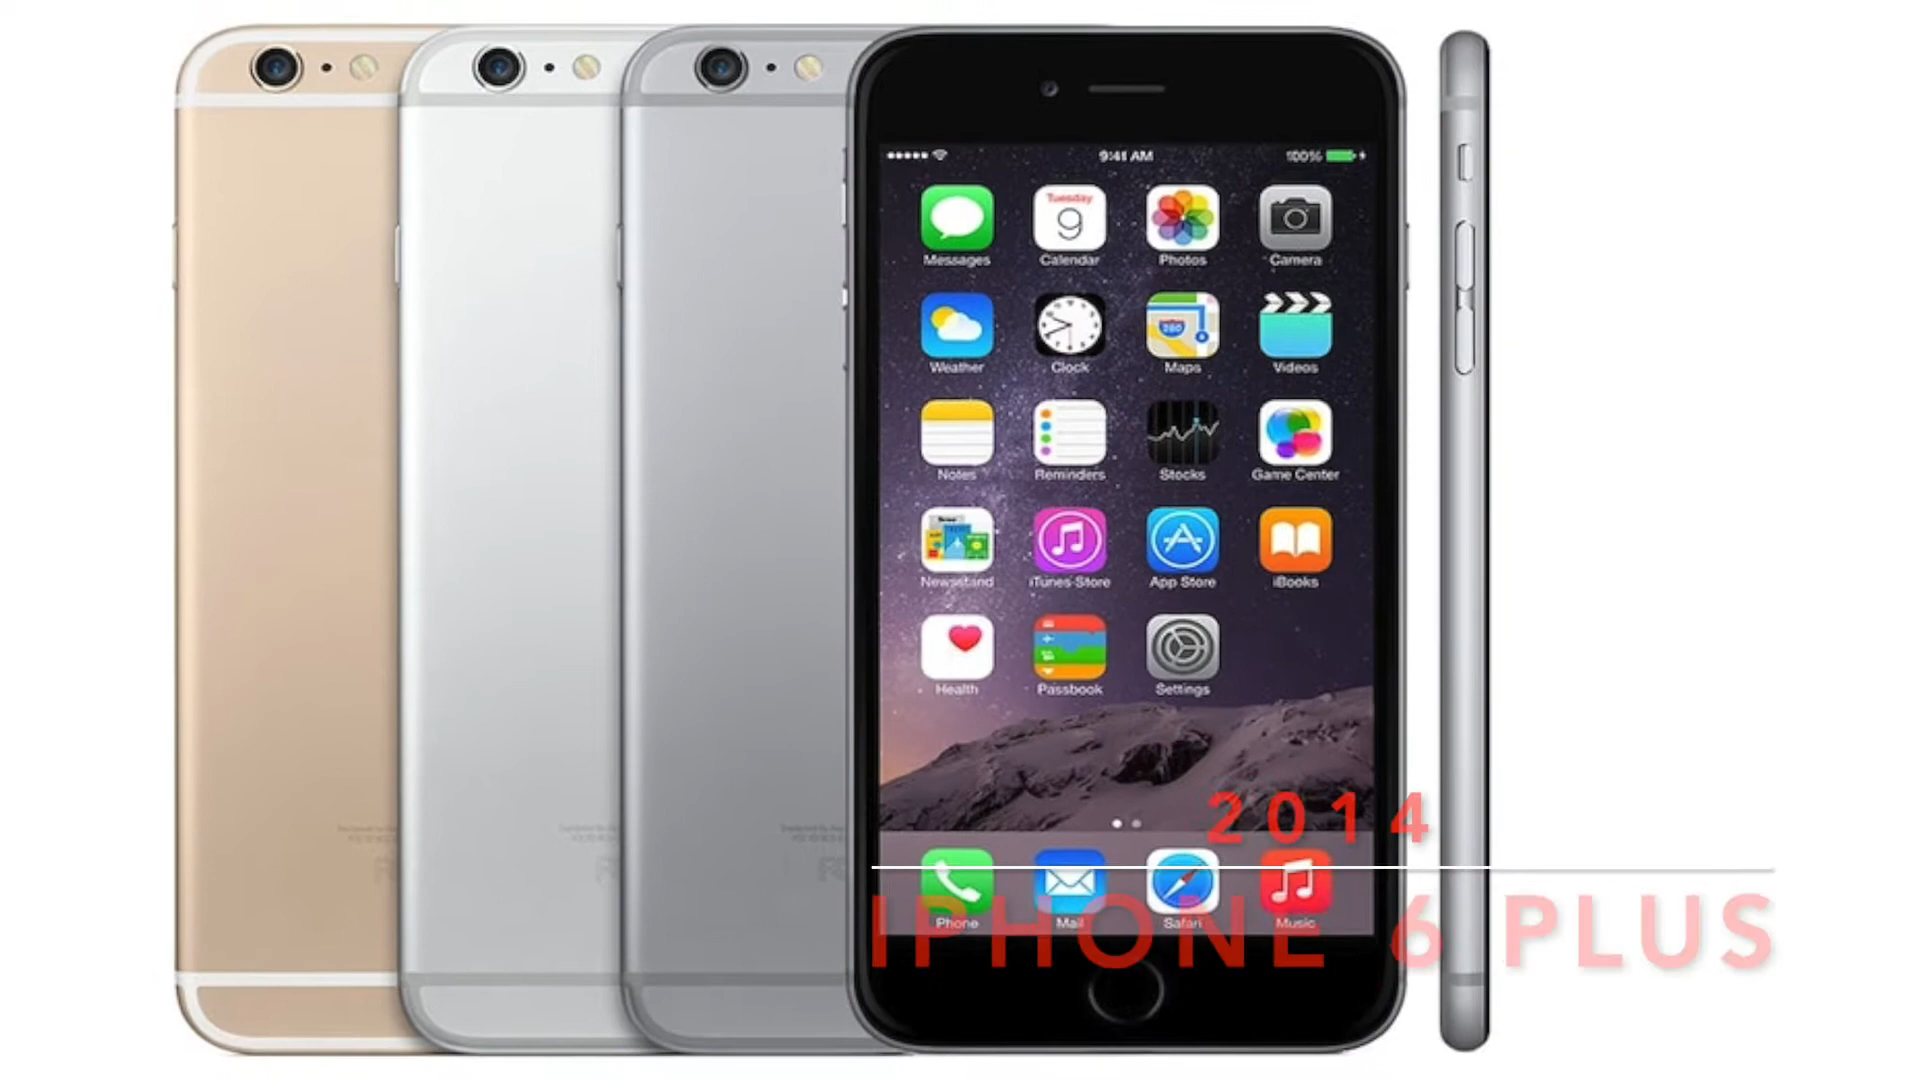 9:41 AM 100%
Tuesday
9
Messages Calendar Photos Camera
280
Weather Clock Maps Videos
Notes Reminders Stocks Game Center
Newsstand iTunes Store App Store iBooks
Health Passbook Settings
2014
Phone Mail Safari Music
IPHONE 6 PLUS